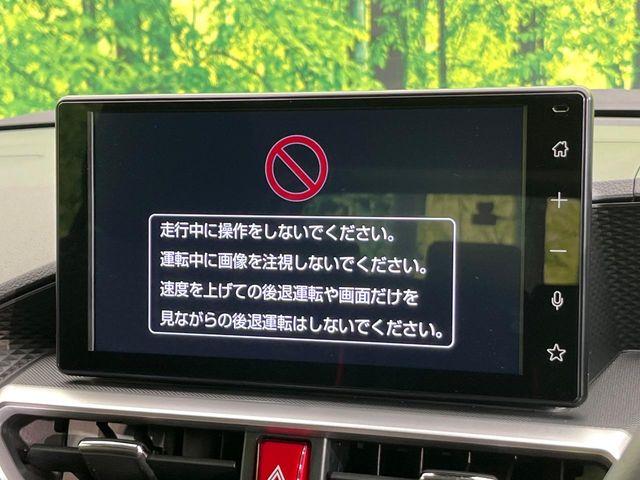 走行中に操作をしないでください。
運転中に画像を注視しないでください。
速度を上げての後退運転や画面だけを
見ながらの後退運転はしないでください。